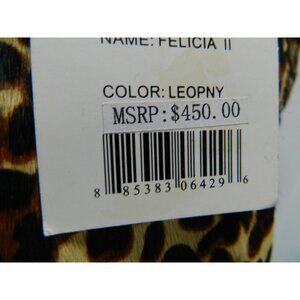 NAME: FELICIA II
COLOR: LEOPNY
MSRP:$450.00
8 85383 06429 6